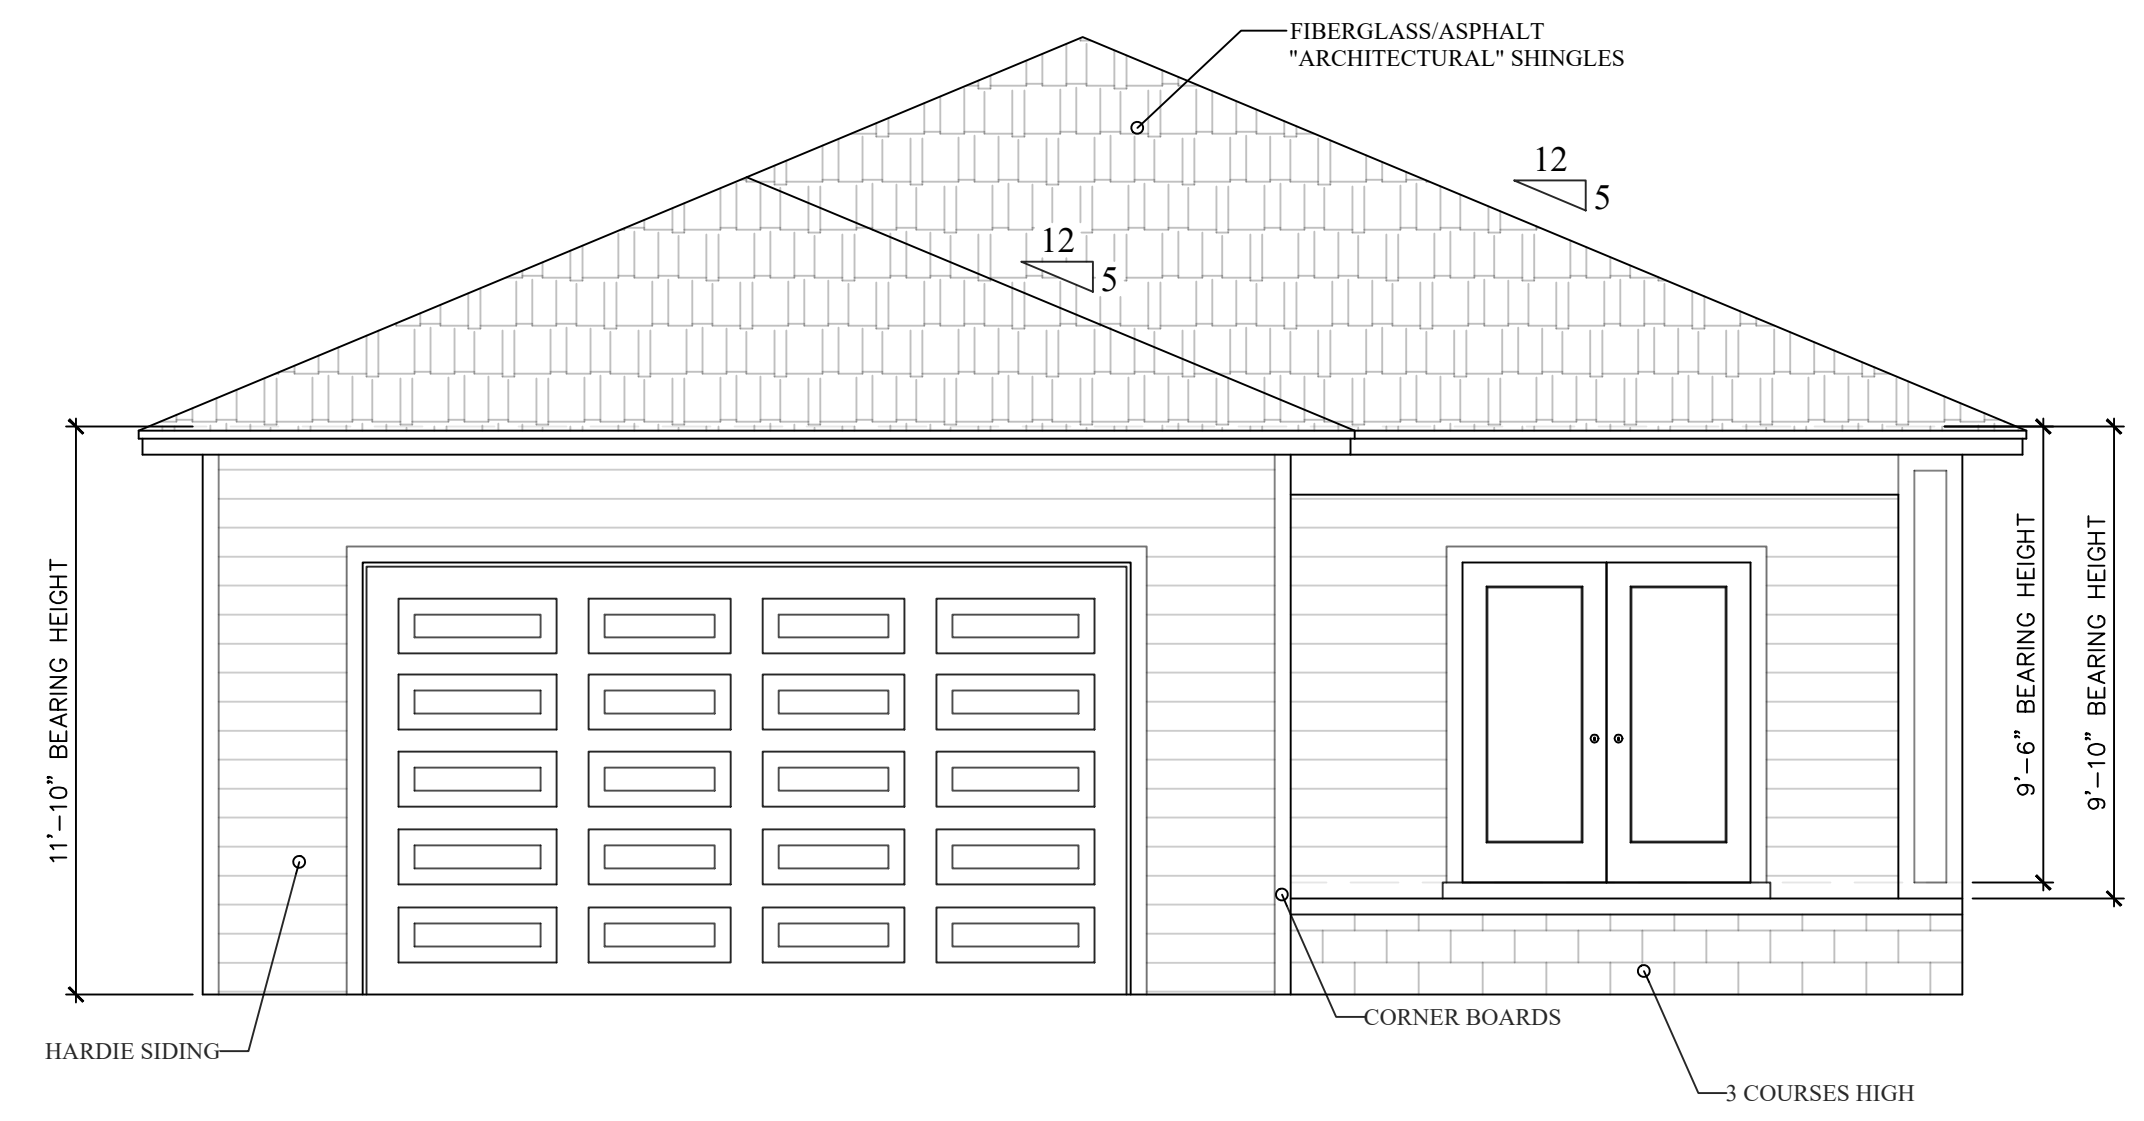 FIBERGLASS/ASPHALT
"ARCHITECTURAL" SHINGLES
12
5
12
5
11'-10" BEARING HEIGHT
9'-6" BEARING HEIGHT
9'-10" BEARING HEIGHT
CORNER BOARDS
HARDIE SIDING
3 COURSES HIGH